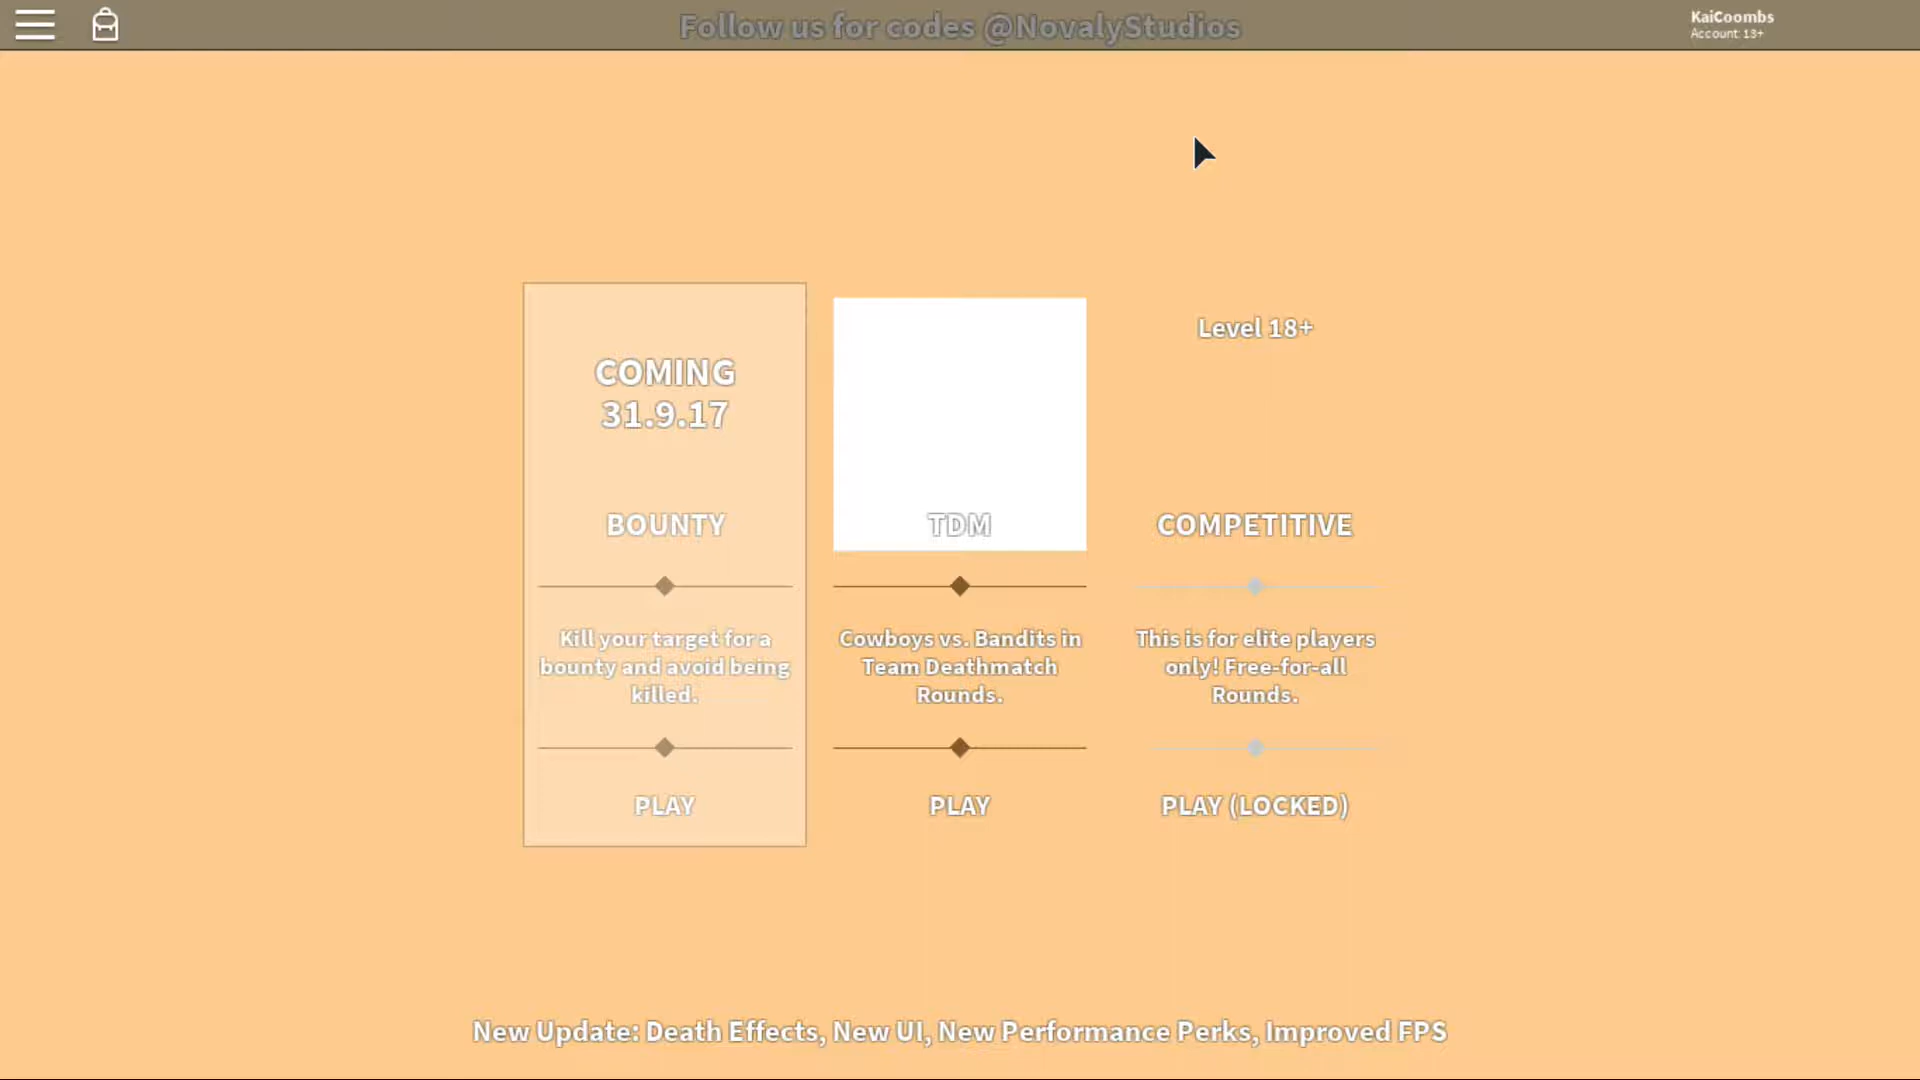 Follow us for codes @NovalyStudios
KaiCoombs
Account: 13+
COMING
31.9.17
BOUNTY
Kill your target for a
bounty and avoid being
killed.
PLAY
TDM
Cowboys vs. Bandits in
Team Deathmatch
Rounds.
PLAY
Level 18+
COMPETITIVE
This is for elite players
only! Free-for-all
Rounds.
PLAY (LOCKED)
New Update: Death Effects, New UI, New Performance Perks, Improved FPS